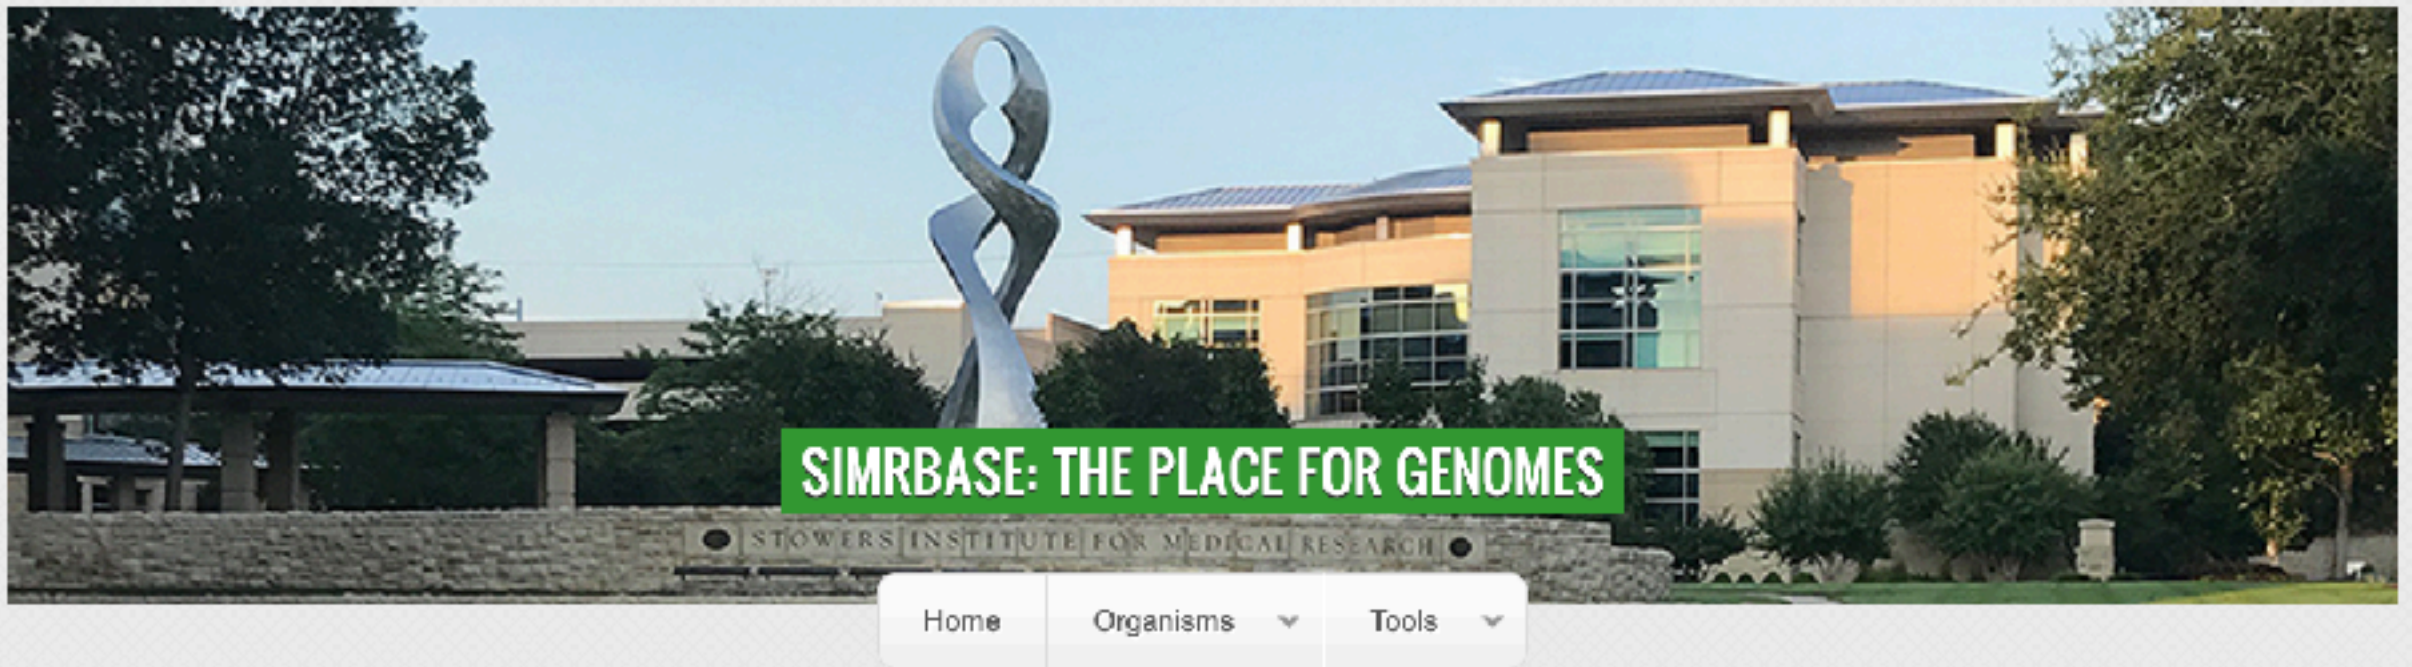 SIMRBASE: THE PLACE FOR GENOMES
STOWERS INSTITUTE FOR MEDICAL RESEARCH
Home Organisms Tools